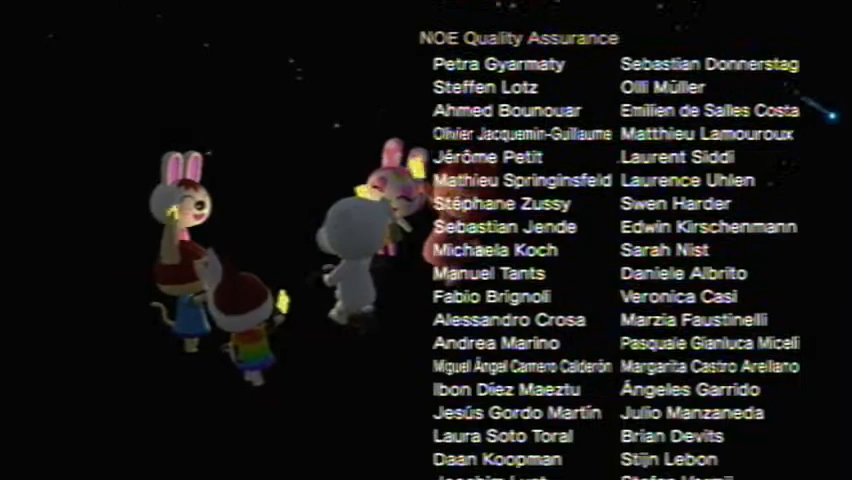 NOE Quality Assurance
Petra Gyarmaty Sebastian Donnerstag
Steffen Lotz Olli Müller
Ahmed Bounouar Emilien de Salles Costa
Olivier Jacquemin-Guillaume Matthieu Lamouroux
Jérôme Petit Laurent Siddi
Mathieu Springinsfeld Laurence Uhlen
Stéphane Zussy Swen Harder
Sebastian Jende Edwin Kirschenmann
Michaela Koch Sarah Nist
Manuel Tants Daniele Albrito
Fabio Brignoli Veronica Casi
Alessandro Crosa Marzia Faustinelli
Andrea Marino Pasquale Gianluca Miceli
Miguel Ángel Carnero Calderón Margarita Castro Arellano
Ibon Díez Maeztu Ángeles Garrido
Jesús Gordo Martín Julio Manzaneda
Laura Soto Toral Brian Devits
Daan Koopman Stijn Lebon